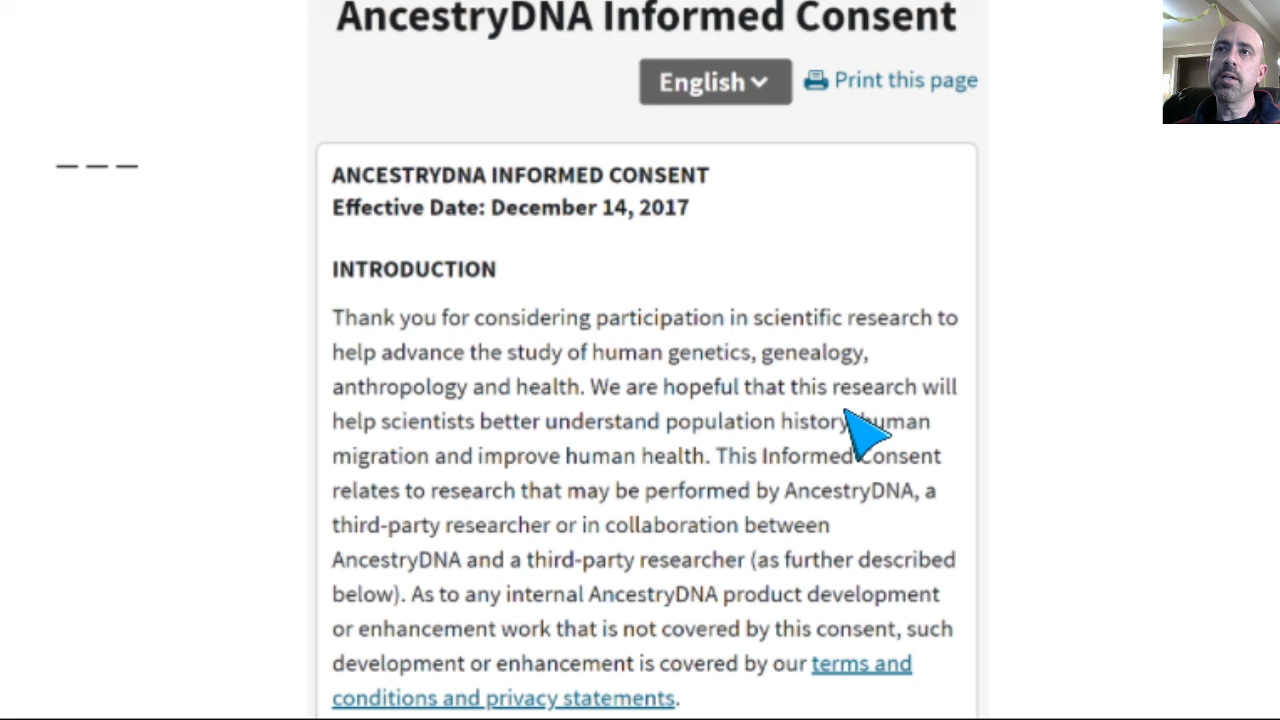 AncestryDNA Informed Consent
English
Print this page
ANCESTRYDNA INFORMED CONSENT
Effective Date: December 14, 2017
INTRODUCTION
Thank you for considering participation in scientific research to
help advance the study of human genetics, genealogy,
anthropology and health. We are hopeful that this research will
help scientists better understand population history, human
migration and improve human health. This Informed Consent
relates to research that may be performed by AncestryDNA, a
third-party researcher or in collaboration between
AncestryDNA and a third-party researcher (as further described
below). As to any internal AncestryDNA product development
or enhancement work that is not covered by this consent, such
development or enhancement is covered by our terms and
conditions and privacy statements.